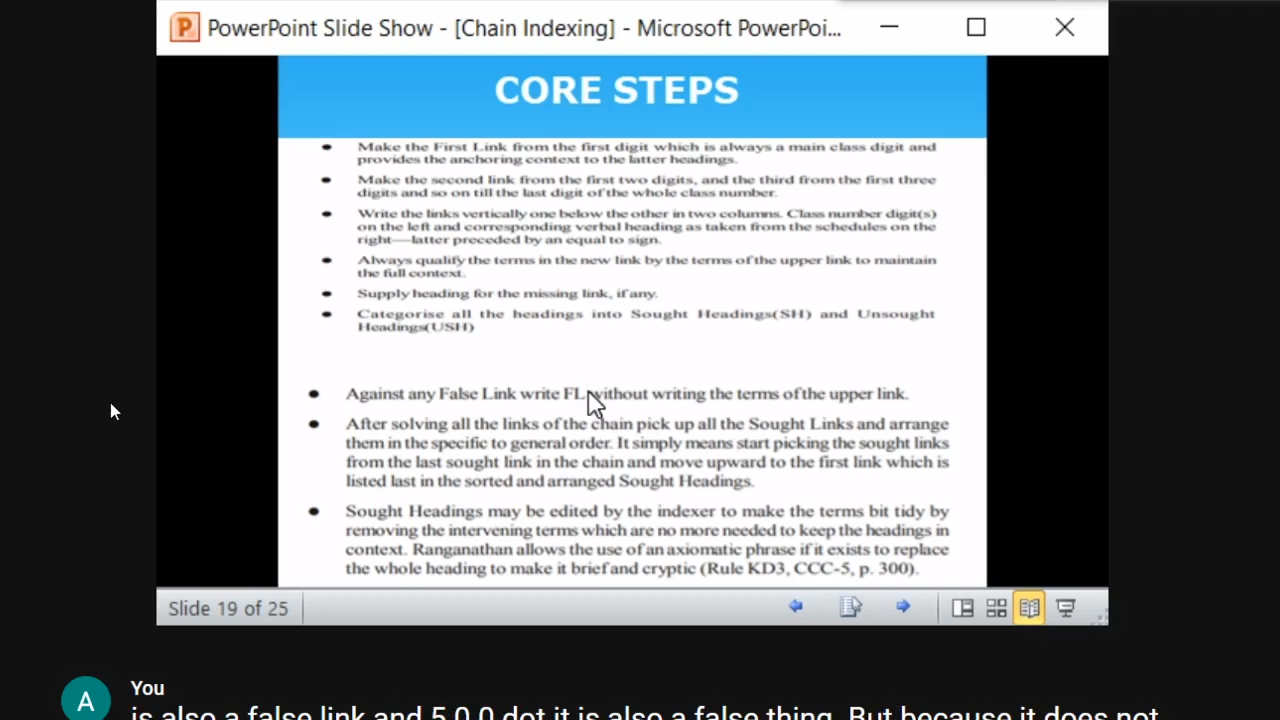 PowerPoint Slide Show - [Chain Indexing] - Microsoft PowerPoi...
CORE STEPS
• Make the First Link from the first digit which is always a main class digit and
provides the anchoring context to the latter headings.
• Make the second link from the first two digits, and the third from the first three
digits and so on till the last digit of the whole class number.
• Write the links vertically one below the other in two columns. Class number digit(s)
on the left and corresponding verbal heading as taken from the schedules on the
right—latter preceded by an equal to sign.
• Always qualify the terms in the new link by the terms of the upper link to maintain
the full context.
• Supply heading for the missing link, if any.
• Categorise all the headings into Sought Headings(SH) and Unsought
Headings(USH)
• Against any False Link write FL without writing the terms of the upper link.
• After solving all the links of the chain pick up all the Sought Links and arrange
them in the specific to general order. It simply means start picking the sought links
from the last sought link in the chain and move upward to the first link which is
listed last in the sorted and arranged Sought Headings.
• Sought Headings may be edited by the indexer to make the terms bit tidy by
removing the intervening terms which are no more needed to keep the headings in
context. Ranganathan allows the use of an axiomatic phrase if it exists to replace
the whole heading to make it brief and cryptic (Rule KD3, CCC-5, p. 300).
Slide 19 of 25
A
You
is also a false link and 5 0 0 dot it is also a false thing. But because it does not